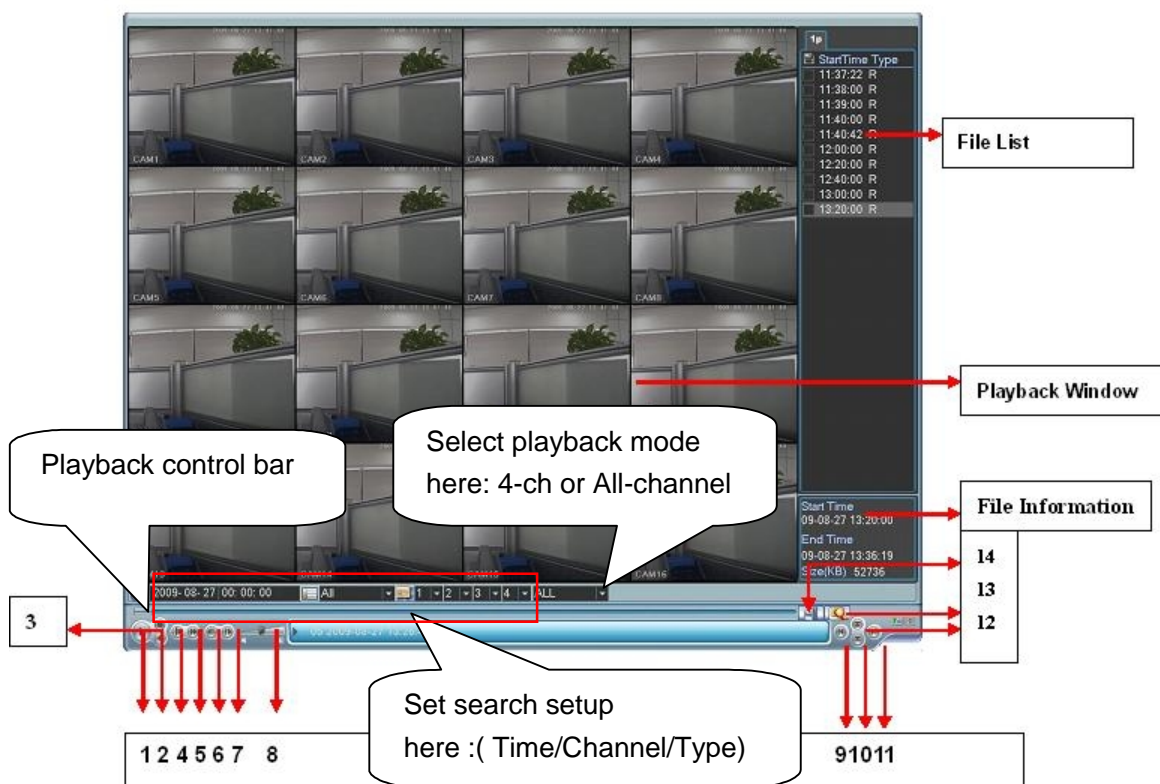 1p
StartTime Type
11:37:22 R
11:38:00 R
11:39:00 R
11:40:00 R
11:40:42 R
12:00:00 R
12:20:00 R
12:40:00 R
13:00:00 R
13:20:00 R
File List
CAM1
CAM2
CAM3
CAM4
CAM5
CAM6
CAM7
CAM8
Playback Window
Playback control bar
Select playback mode
here: 4-ch or All-channel
CAM16
Start Time
09-08-27 13:20:00
End Time
09-08-27 13:36:19
Size(KB) 52736
File Information
14
13
12
2009-08-27 00:00:00
All
1 2 3 4
ALL
3
Set search setup
here :( Time/Channel/Type)
1 2 4 5 6 7 8
91011